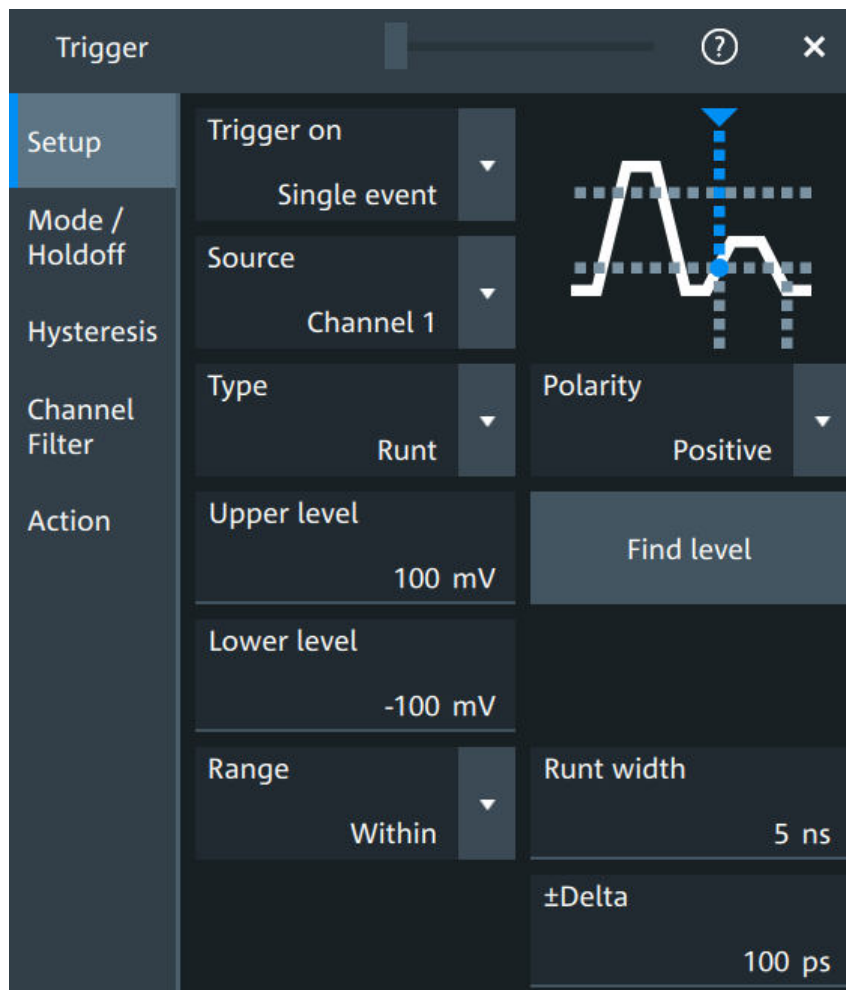 Trigger
?
Setup
Mode /
Holdoff
Hysteresis
Channel
Filter
Action
Trigger on
Single event
Source
Channel 1
Type
Runt
Polarity
Positive
Upper level
100 mV
Find level
Lower level
-100 mV
Range
Within
Runt width
5 ns
±Delta
100 ps